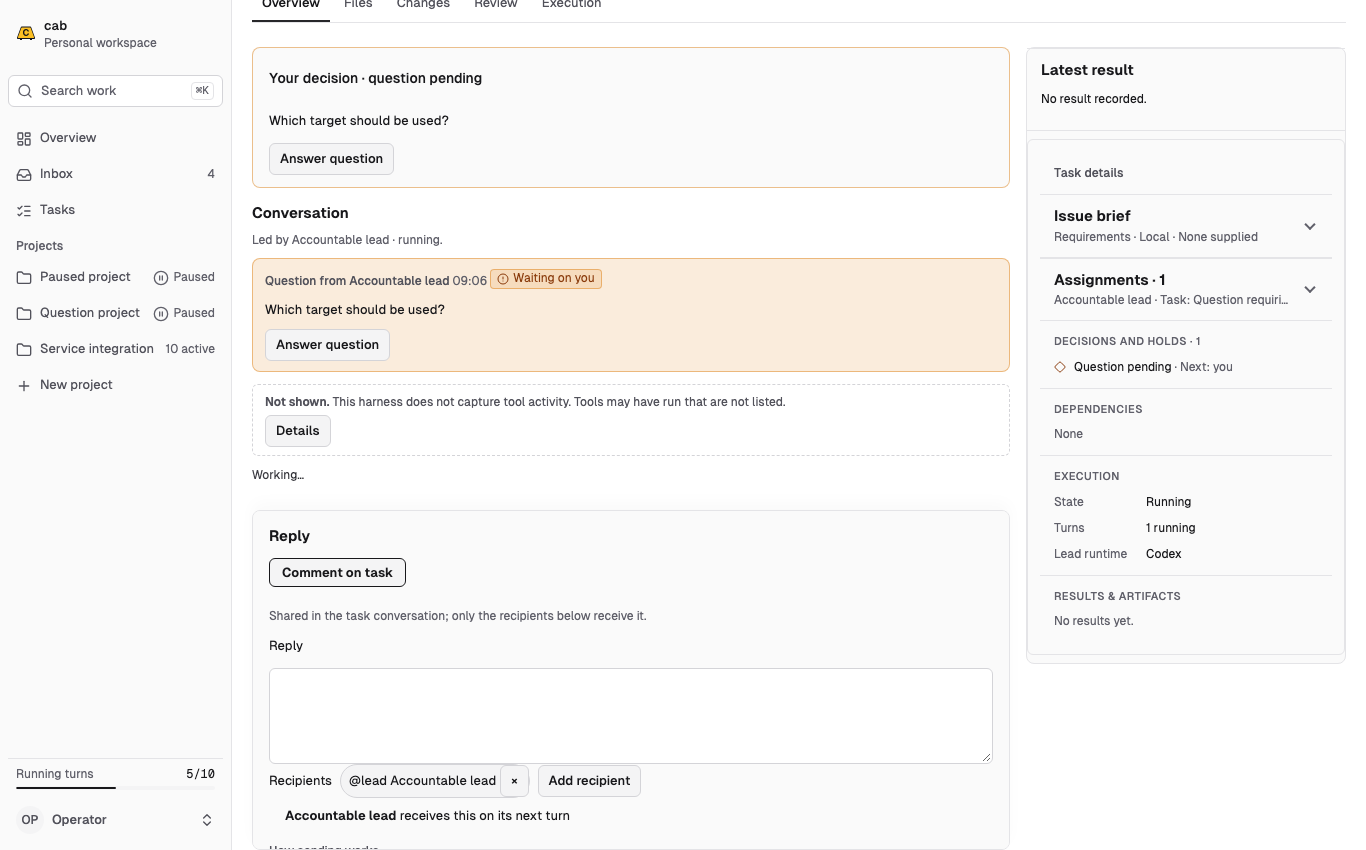 C
cab
Personal workspace
Search work
⌘K
Overview
Inbox
4
Tasks
Projects
Paused project
Paused
Question project
Paused
Service integration
10 active
New project
Running turns
5/10
OP
Operator
Overview
Files
Changes
Review
Execution
Your decision · question pending
Which target should be used?
Answer question
Conversation
Led by Accountable lead · running.
Question from Accountable lead 09:06 Waiting on you
Which target should be used?
Answer question
Not shown. This harness does not capture tool activity. Tools may have run that are not listed.
Details
Working…
Reply
Comment on task
Shared in the task conversation; only the recipients below receive it.
Reply
Recipients
@lead Accountable lead
×
Add recipient
Accountable lead receives this on its next turn
How sending works
Latest result
No result recorded.
Task details
Issue brief
Requirements · Local · None supplied
Assignments · 1
Accountable lead · Task: Question requiri…
DECISIONS AND HOLDS · 1
Question pending · Next: you
DEPENDENCIES
None
EXECUTION
State
Running
Turns
1 running
Lead runtime
Codex
RESULTS & ARTIFACTS
No results yet.